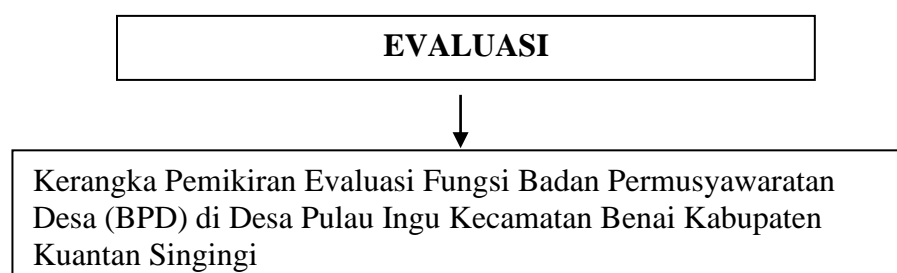 EVALUASI
Kerangka Pemikiran Evaluasi Fungsi Badan Permusyawaratan
Desa (BPD) di Desa Pulau Ingu Kecamatan Benai Kabupaten
Kuantan Singingi